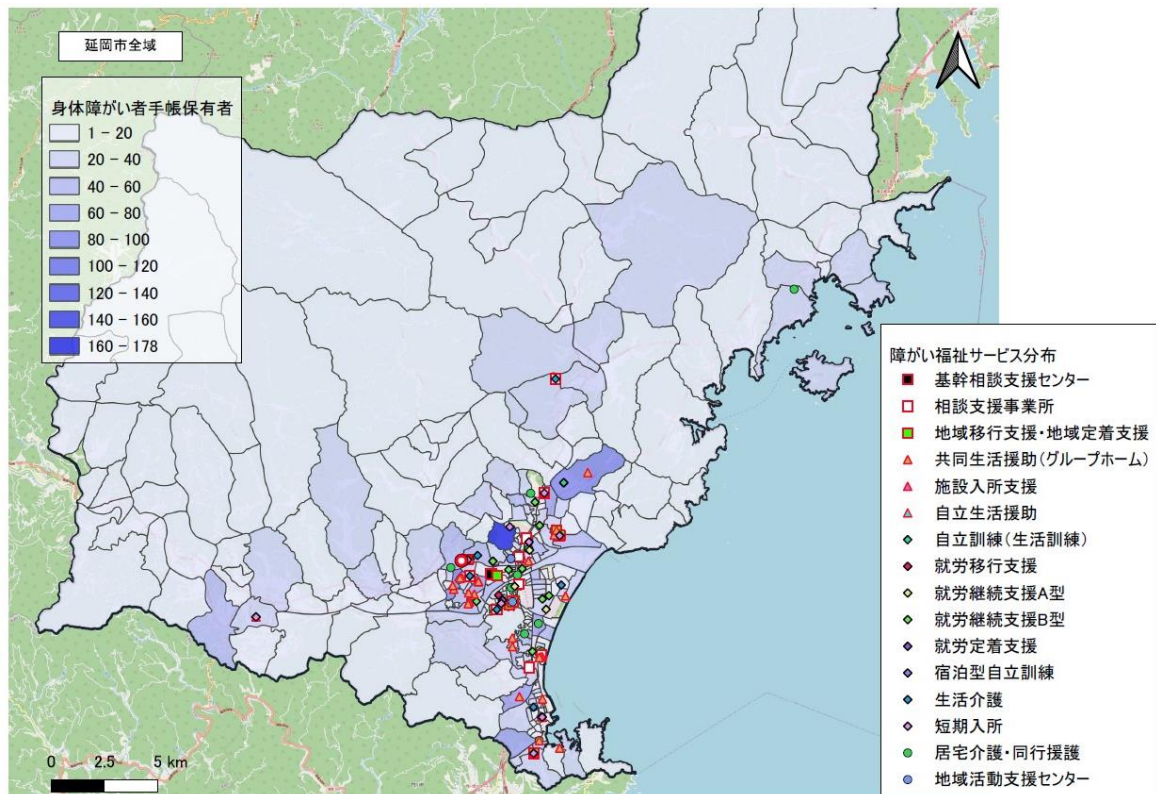 延岡市全域
身体障がい者手帳保有者
1 - 20
20 - 40
40 - 60
60 - 80
80 - 100
100 - 120
120 - 140
140 - 160
160 - 178
障がい福祉サービス分布
基幹相談支援センター
相談支援事業所
地域移行支援・地域定着支援
共同生活援助(グループホーム)
施設入所支援
自立生活援助
自立訓練(生活訓練)
就労移行支援
就労継続支援A型
就労継続支援B型
就労定着支援
宿泊型自立訓練
生活介護
短期入所
居宅介護・同行援護
地域活動支援センター
0 2.5 5 km